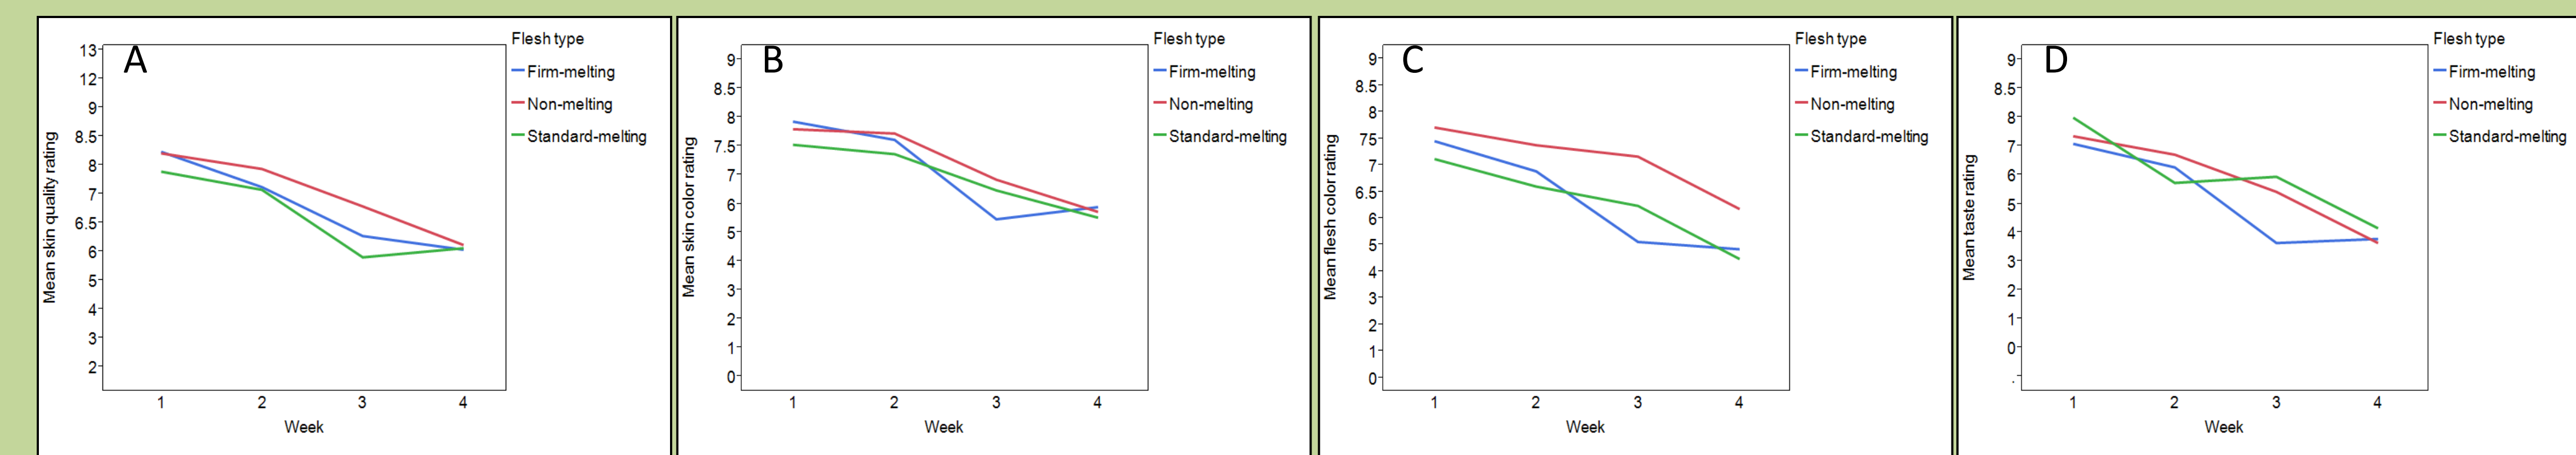 A
Flesh type
Firm-melting
Non-melting
Standard-melting
Mean skin quality rating
13
12
9
8.5
8
7
6.5
6
5
4
3
2
1 2 3 4
Week
B
Flesh type
Firm-melting
Non-melting
Standard-melting
Mean skin color rating
9
8.5
8
7.5
7
6
5
4
3
2
1
0
1 2 3 4
Week
C
Flesh type
Firm-melting
Non-melting
Standard-melting
Mean flesh color rating
9
8.5
8
75
7
6.5
6
5
4
3
2
1
0
1 2 3 4
Week
D
Flesh type
Firm-melting
Non-melting
Standard-melting
Mean taste rating
9
8.5
8
7
6
5
4
3
2
1
0
.
1 2 3 4
Week